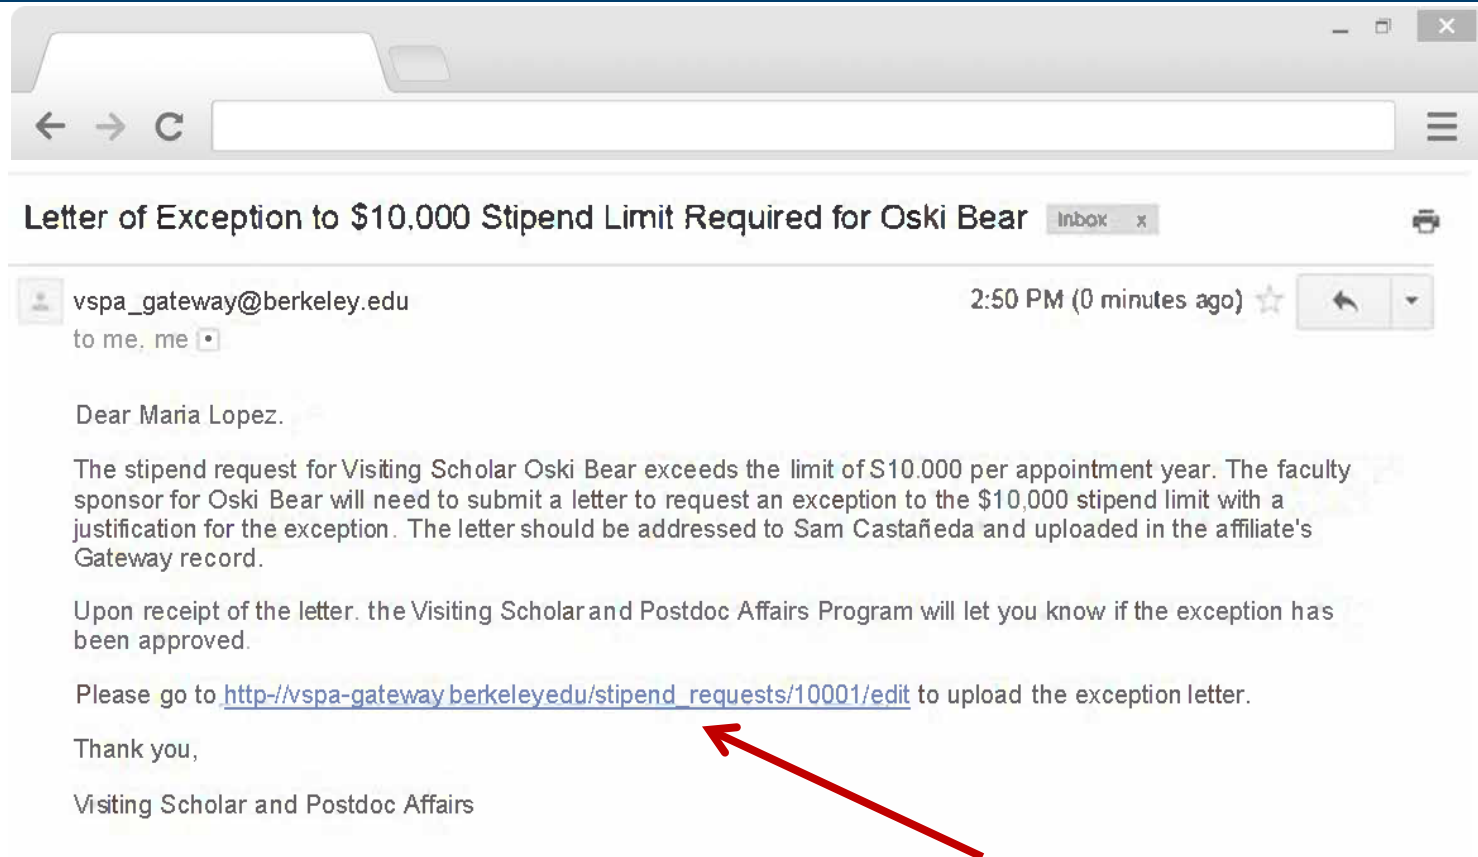 Letter of Exception to $10,000 Stipend Limit Required for Oski Bear Inbox x
vspa_gateway@berkeley.edu 2:50 PM (0 minutes ago)
to me. me
Dear Maria Lopez.
The stipend request for Visiting Scholar Oski Bear exceeds the limit of S10.000 per appointment year. The faculty
sponsor for Oski Bear will need to submit a letter to request an exception to the $10,000 stipend limit with a
justification for the exception. The letter should be addressed to Sam Castañeda and uploaded in the affiliate's
Gateway record.
Upon receipt of the letter. the Visiting Scholar and Postdoc Affairs Program will let you know if the exception has
been approved.
Please go to http-//vspa-gateway berkeleyedu/stipend_requests/10001/edit to upload the exception letter.
Thank you,
Visiting Scholar and Postdoc Affairs